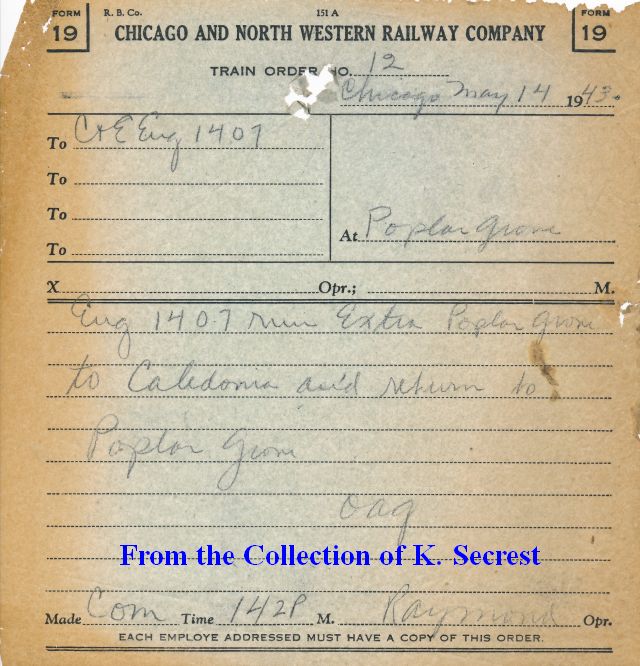 FORM 19 R. B. Co. 151 A FORM 19
CHICAGO AND NORTH WESTERN RAILWAY COMPANY
TRAIN ORDER NO. 12
Chicago May 14 1943.
To C+E Eng 1407
To
To
To
At Poplar Grove
X Opr.; M.
Eng 1407 run Extra Poplar Grove
to Caledonia and return to
Poplar Grove
From the Collection of K. Secrest
Made Com Time 142P M. Raymond Opr.
EACH EMPLOYE ADDRESSED MUST HAVE A COPY OF THIS ORDER.